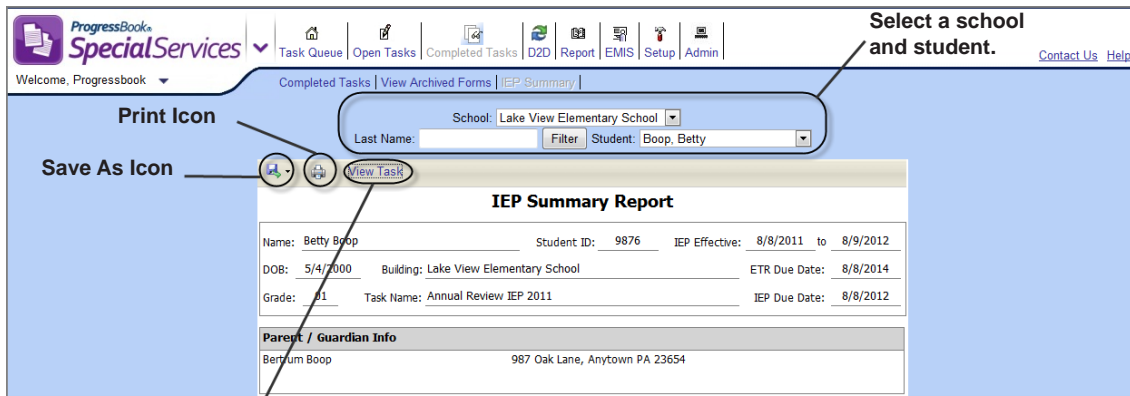 ProgressBook®
SpecialServices
Task Queue | Open Tasks | Completed Tasks | D2D | Report | EMIS | Setup | Admin |
Select a school
and student.
Contact Us Help
Welcome, Progressbook
Completed Tasks | View Archived Forms | IEP Summary |
Print Icon
School: Lake View Elementary School
Last Name: Filter Student: Boop, Betty
Save As Icon
View Task
IEP Summary Report
Name: Betty Boop Student ID: 9876 IEP Effective: 8/8/2011 to 8/9/2012
DOB: 5/4/2000 Building: Lake View Elementary School ETR Due Date: 8/8/2014
Grade: 01 Task Name: Annual Review IEP 2011 IEP Due Date: 8/8/2012
Parent / Guardian Info
Bertrum Boop 987 Oak Lane, Anytown PA 23654